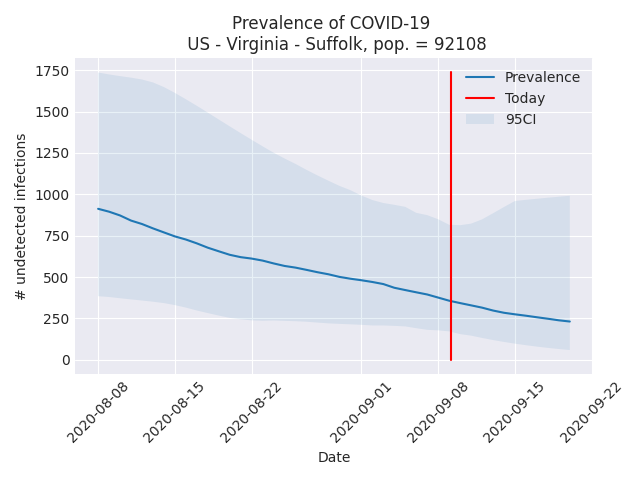 Prevalence of COVID-19
US - Virginia - Suffolk, pop. = 92108
# undetected infections
1750
1500
1250
1000
750
500
250
0
Prevalence
Today
95CI
2020-08-08
2020-08-15
2020-08-22
2020-09-01
2020-09-08
2020-09-15
2020-09-22
Date